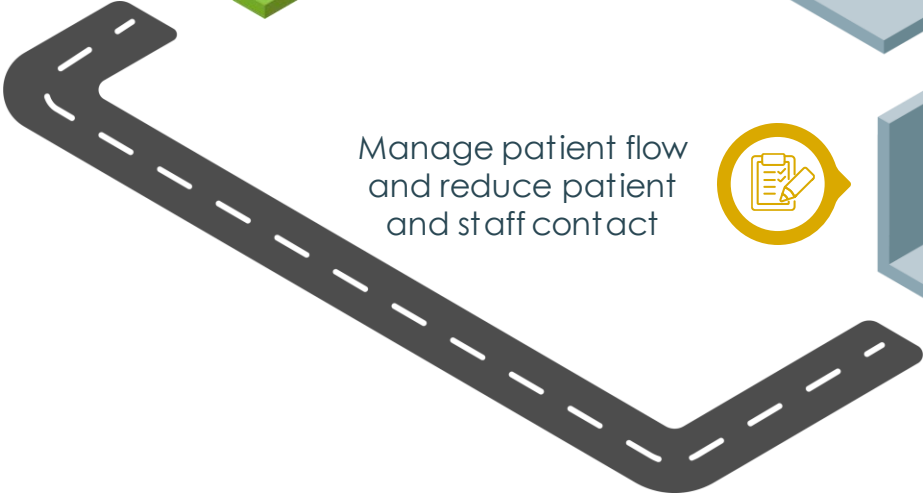 Manage patient flow
and reduce patient
and staff contact